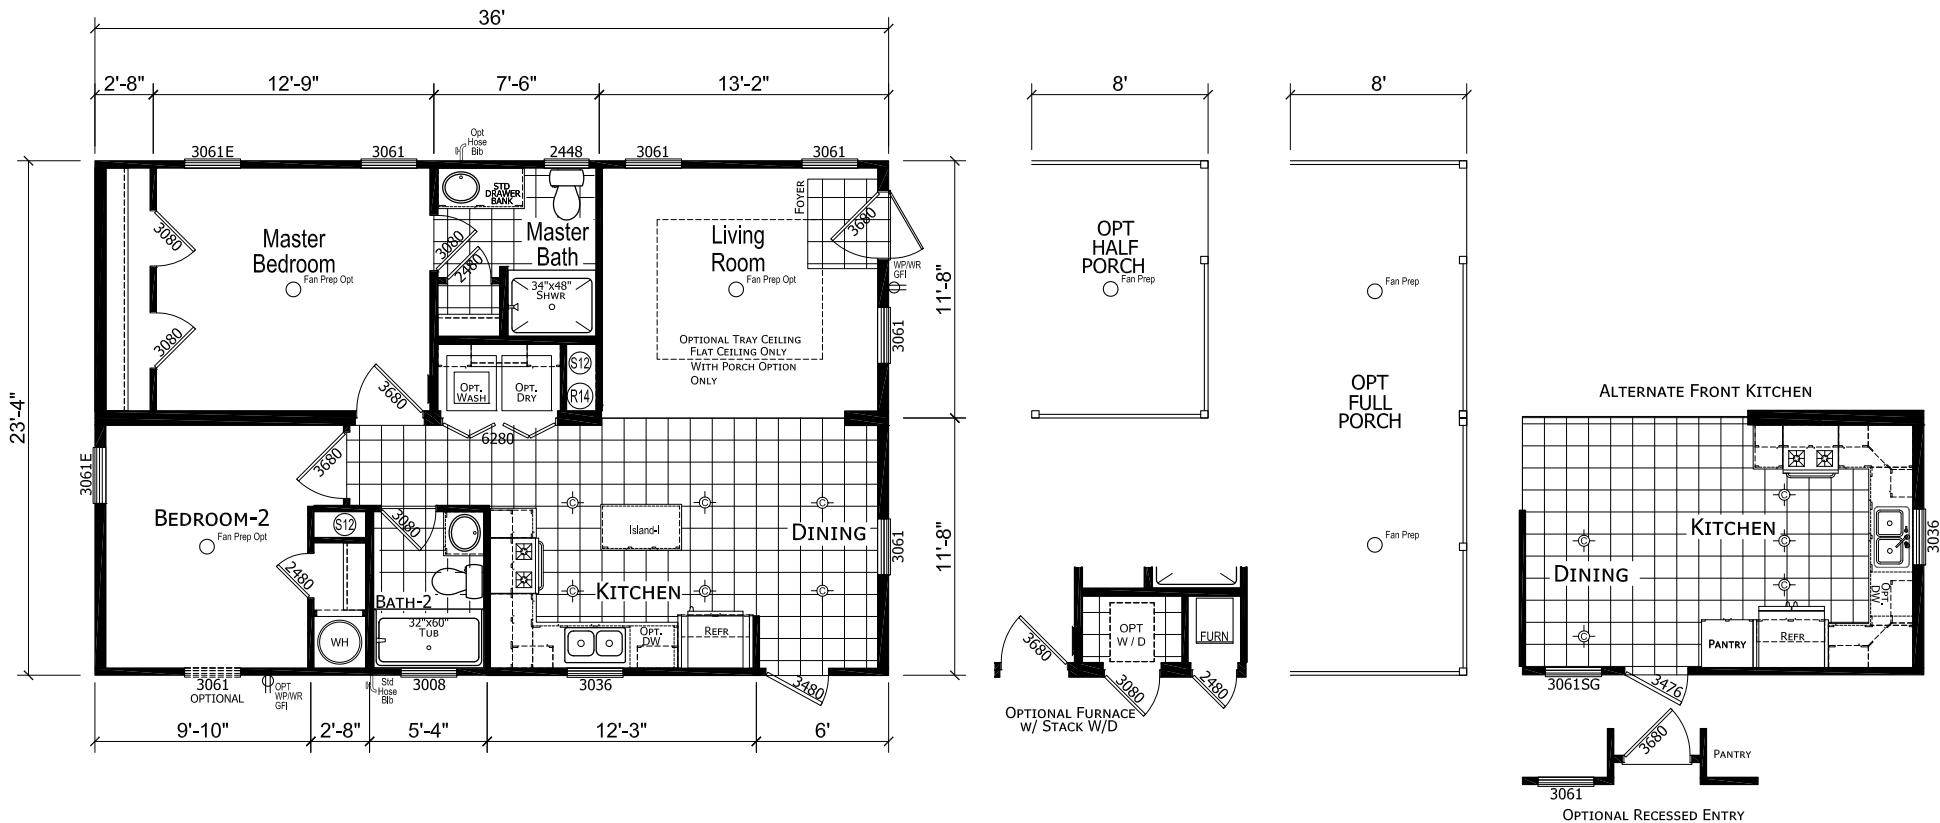 36'
2'-8"
12'-9"
7'-6"
13'-2"
8'
8'
3061E
3061
Opt
Hose
Bib
2448
3061
3061
STD
DRAWER
BANK
FOYER
3680
3080
Master
Bedroom
Fan Prep Opt
3080
3080
2480
Master
Bath
34"x48"
SHWR
Living
Room
Fan Prep Opt
WP/WR
GFI
11'-8"
3061
OPTIONAL TRAY CEILING
FLAT CEILING ONLY
WITH PORCH OPTION
ONLY
OPT
HALF
PORCH
Fan Prep
Fan Prep
OPT
FULL
PORCH
Fan Prep
23'-4"
3680
OPT.
WASH
OPT.
DRY
S12
R14
6280
3061E
3680
BEDROOM-2
Fan Prep Opt
S12
3080
2480
WH
BATH-2
32"x60"
TUB
Island-I
C
C
C
DINING
3061
11'-8"
KITCHEN
C
C
C
OPT.
DW
REFR
3061
OPTIONAL
OPT
WP/WR
GFI
Std
Hose
Bib
3008
3036
3480
9'-10"
2'-8"
5'-4"
12'-3"
6'
3680
OPT
W / D
FURN
3080
2480
OPTIONAL FURNACE
W/ STACK W/D
ALTERNATE FRONT KITCHEN
C
KITCHEN
C
C
3036
DINING
C
C
OPT.
DW
PANTRY
REFR
3061SG
3476
3680
PANTRY
3061
OPTIONAL RECESSED ENTRY